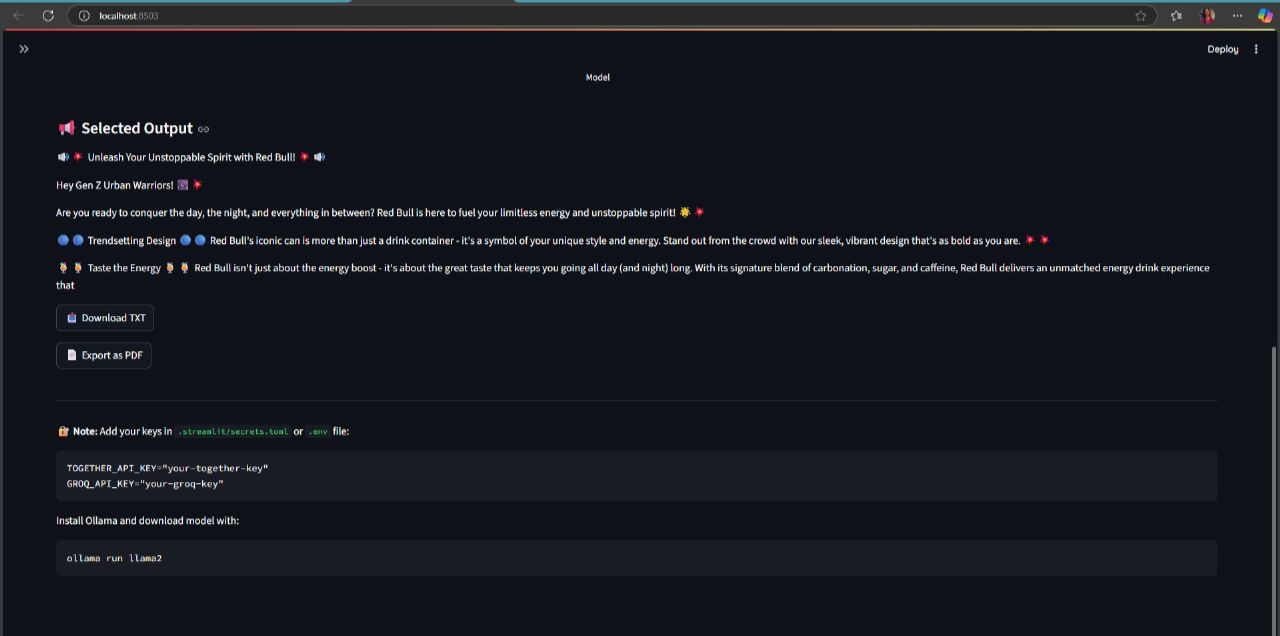 localhost:8503
Deploy
Model
Selected Output
Unleash Your Unstoppable Spirit with Red Bull!
Hey Gen Z Urban Warriors!
Are you ready to conquer the day, the night, and everything in between? Red Bull is here to fuel your limitless energy and unstoppable spirit!
Trendsetting Design Red Bull's iconic can is more than just a drink container - it's a symbol of your unique style and energy. Stand out from the crowd with our sleek, vibrant design that's as bold as you are.
Taste the Energy Red Bull isn't just about the energy boost - it's about the great taste that keeps you going all day (and night) long. With its signature blend of carbonation, sugar, and caffeine, Red Bull delivers an unmatched energy drink experience
that
Download TXT
Export as PDF
Note: Add your keys in .streamlit/secrets.toml or .env file:
TOGETHER_API_KEY="your-together-key"
GROQ_API_KEY="your-groq-key"
Install Ollama and download model with:
ollama run llama2